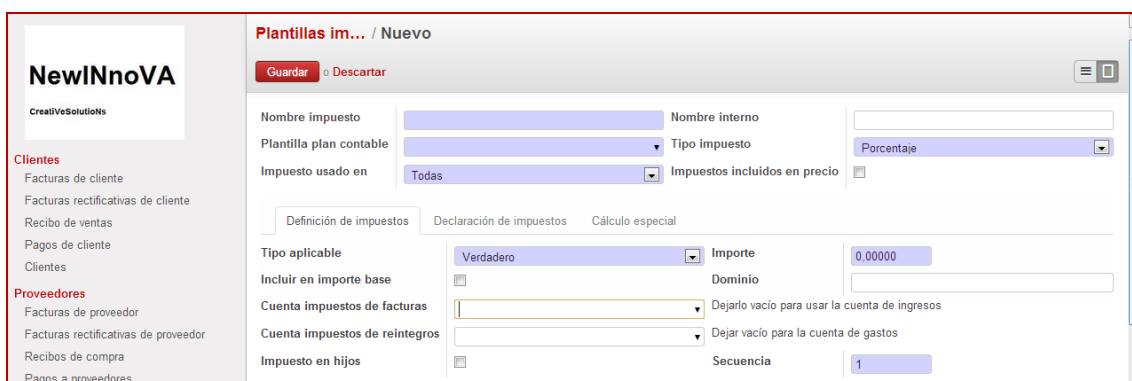 NewINnoVA
CreatiVeSolutioNs
Clientes
Facturas de cliente
Facturas rectificativas de cliente
Recibo de ventas
Pagos de cliente
Clientes
Proveedores
Facturas de proveedor
Facturas rectificativas de proveedor
Recibos de compra
Pagos a proveedores
Plantillas im... / Nuevo
Guardar o Descartar
Nombre impuesto
Nombre interno
Plantilla plan contable
Tipo impuesto Porcentaje
Impuesto usado en Todas
Impuestos incluidos en precio
Definición de impuestos Declaración de impuestos Cálculo especial
Tipo aplicable Verdadero
Importe 0,00000
Incluir en importe base
Dominio
Cuenta impuestos de facturas
Dejarlo vacío para usar la cuenta de ingresos
Cuenta impuestos de reintegros
Dejar vacío para la cuenta de gastos
Impuesto en hijos
Secuencia 1